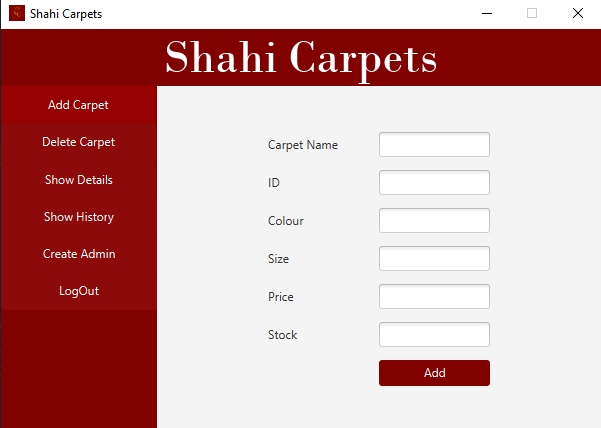 Shahi Carpets
Shahi Carpets
Add Carpet
Delete Carpet
Show Details
Show History
Create Admin
LogOut
Carpet Name
ID
Colour
Size
Price
Stock
Add